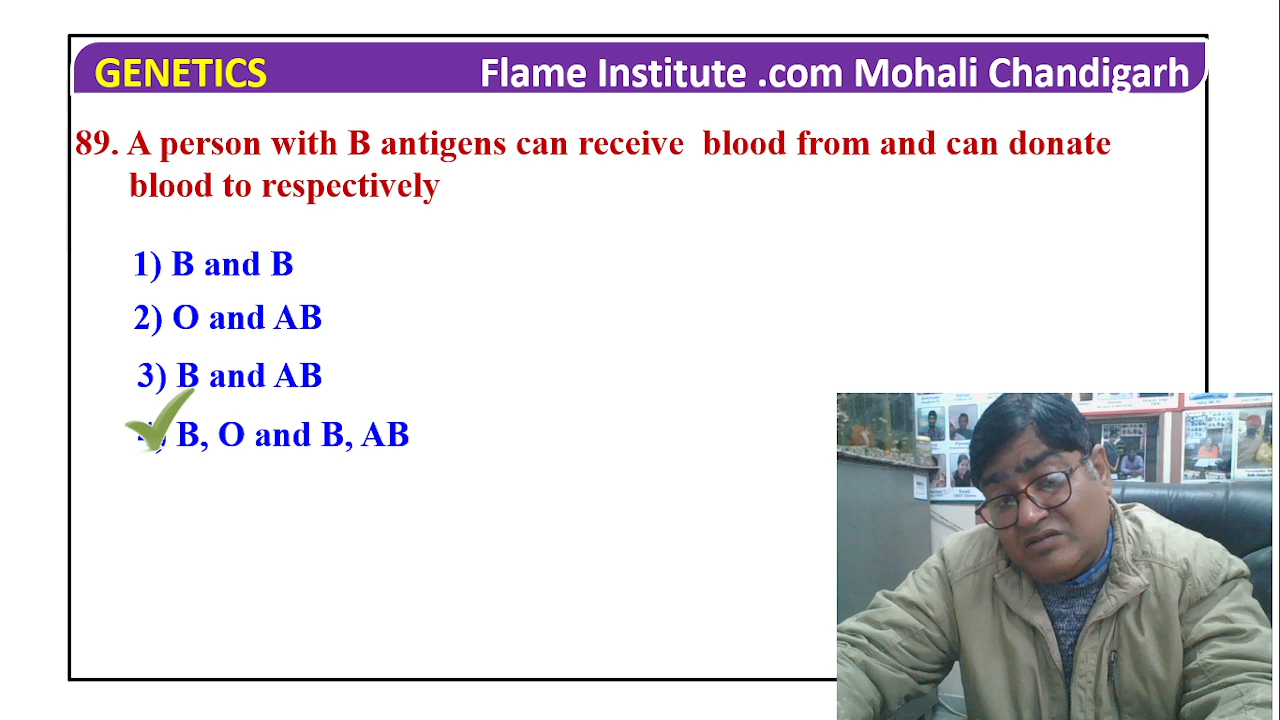 GENETICS Flame Institute .com Mohali Chandigarh
89. A person with B antigens can receive blood from and can donate
blood to respectively
1) B and B
2) O and AB
3) B and AB
) B, O and B, AB